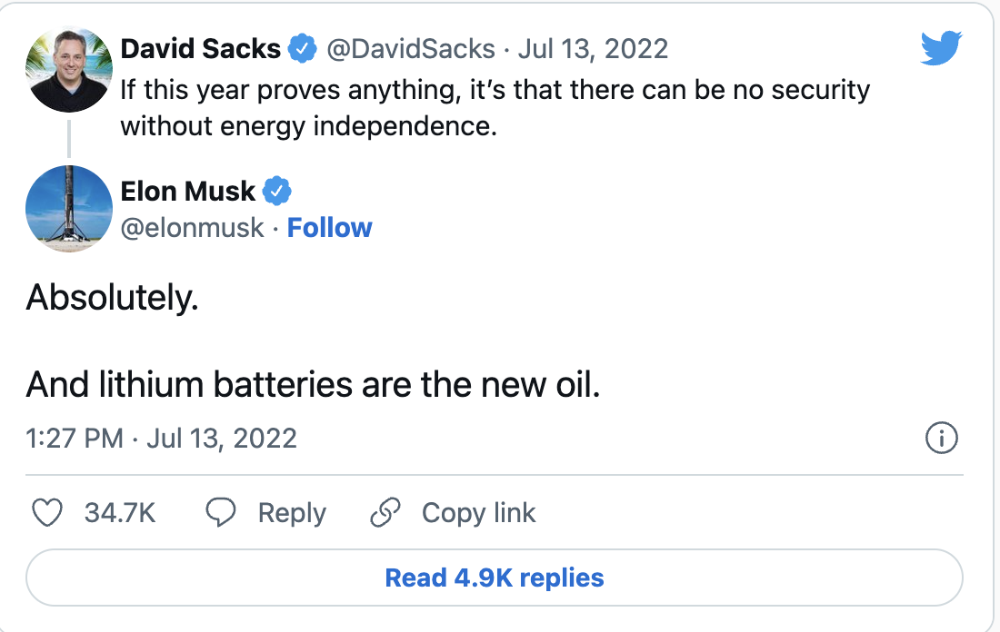 David Sacks @DavidSacks · Jul 13, 2022
If this year proves anything, it’s that there can be no security
without energy independence.
Elon Musk
@elonmusk · Follow
Absolutely.
And lithium batteries are the new oil.
1:27 PM · Jul 13, 2022
34.7K Reply Copy link
Read 4.9K replies